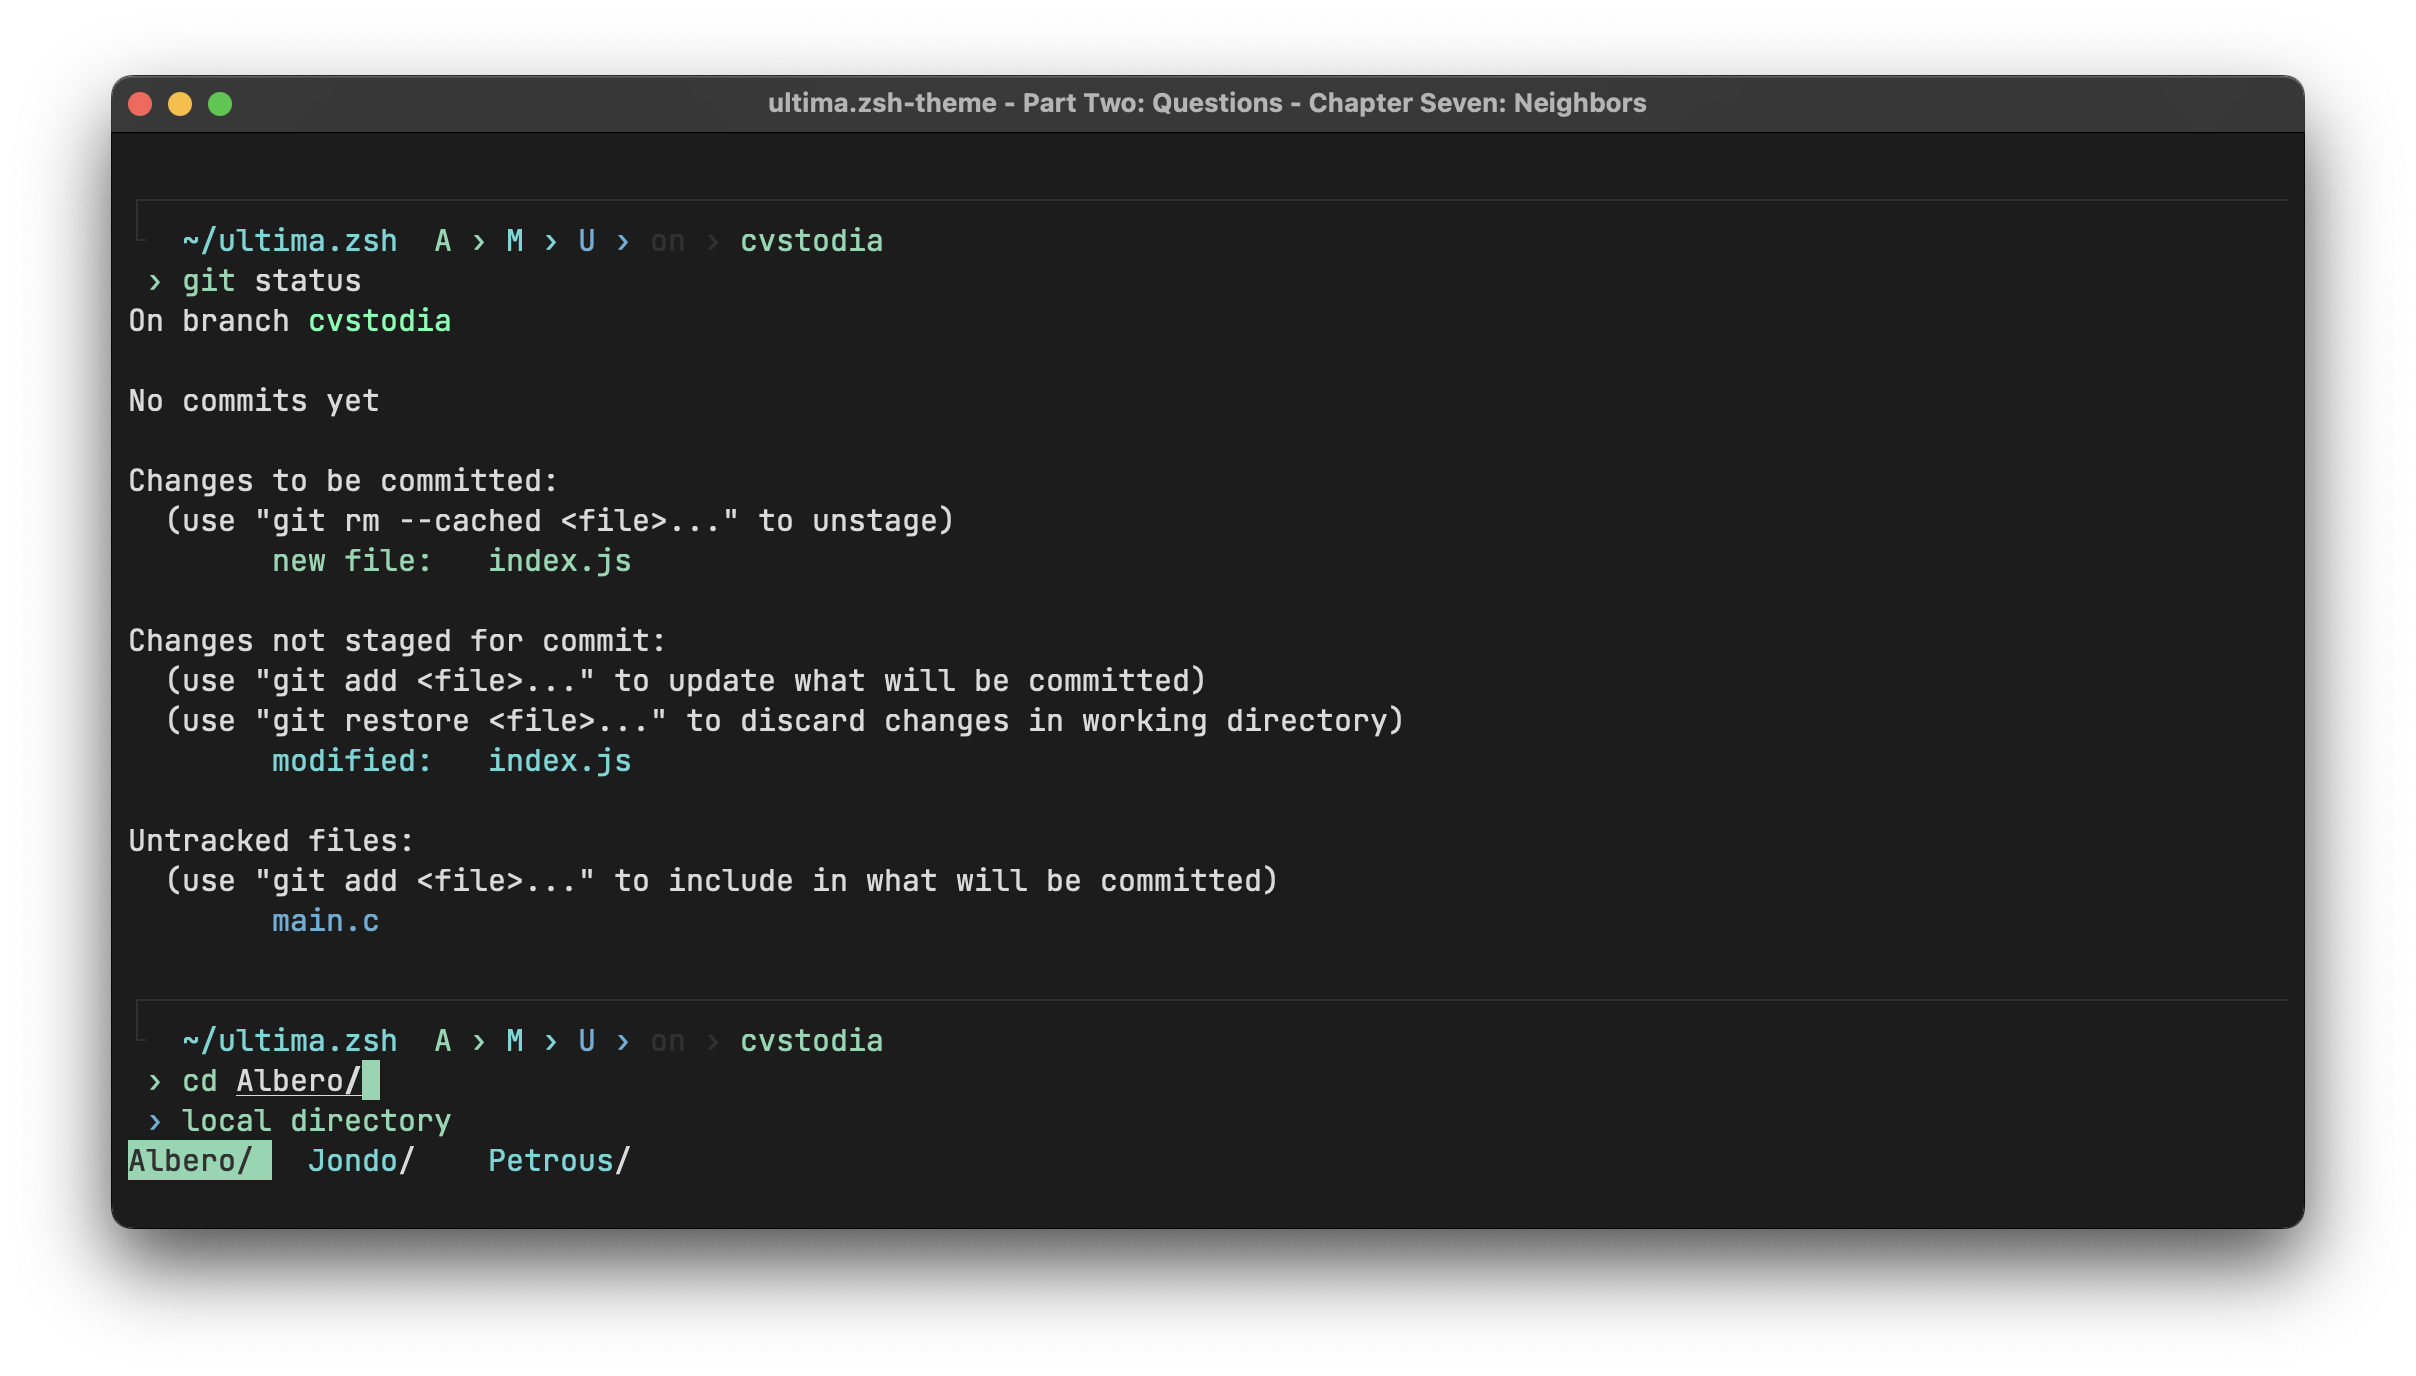 ultima.zsh-theme - Part Two: Questions - Chapter Seven: Neighbors
~/ultima.zsh  A › M › U › on › cvstodia
› git status
On branch cvstodia
No commits yet
Changes to be committed:
(use "git rm --cached <file>..." to unstage)
new file:   index.js
Changes not staged for commit:
(use "git add <file>..." to update what will be committed)
(use "git restore <file>..." to discard changes in working directory)
modified:   index.js
Untracked files:
(use "git add <file>..." to include in what will be committed)
main.c
~/ultima.zsh  A › M › U › on › cvstodia
› cd Albero/
› local directory
Albero/   Jondo/    Petrous/